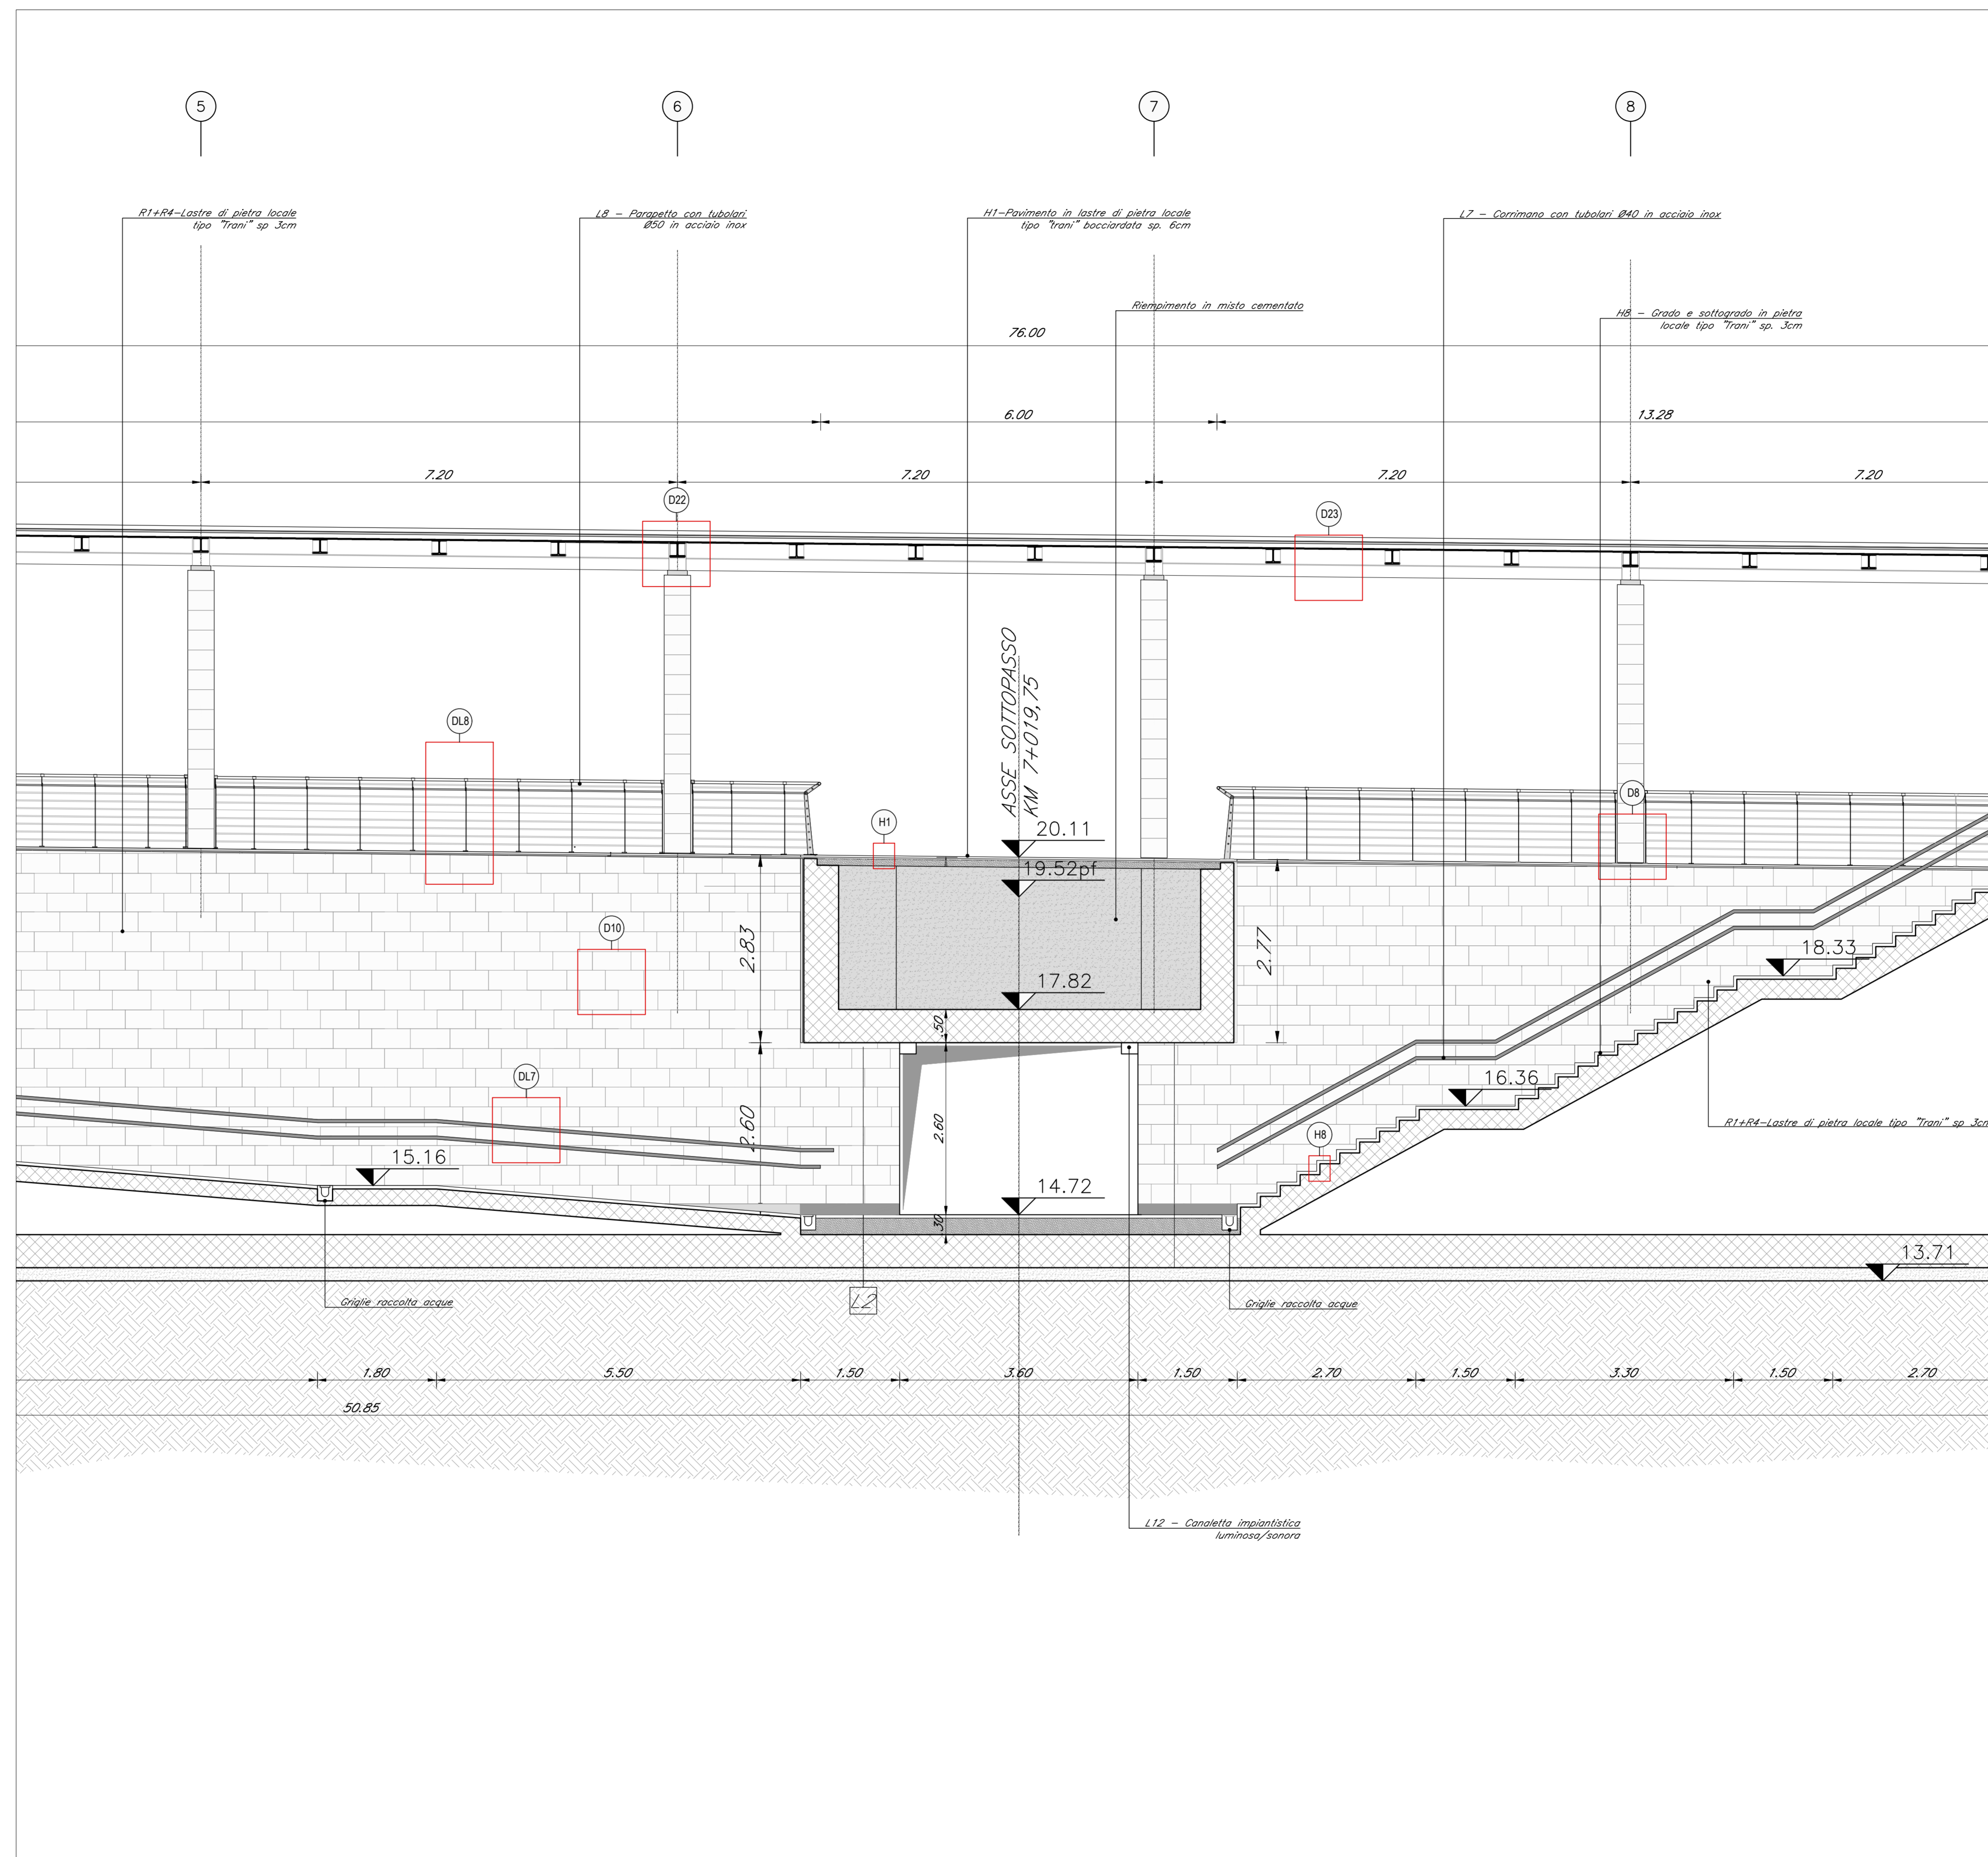 5
6
7
8
R1+R4-Lastre di pietra locale
tipo "Trani" sp 3cm
L8 - Parapetto con tubolari
Ø50 in acciaio inox
H1-Pavimento in lastre di pietra locale
tipo "trani" bocciardata sp. 6cm
L7 - Corrimano con tubolari Ø40 in acciaio inox
Riempimento in misto cementato
H8 - Grado e sottogrado in pietra
locale tipo "Trani" sp. 3cm
76.00
6.00
13.28
7.20
7.20
7.20
7.20
D22
D23
ASSE SOTTOPASSO
KM 7+019,75
DL8
D8
H1
20.11
19.52pf
D10
2.83
2.77
18.33
17.82
.50
DL7
16.36
2.60
2.60
H8
R1+R4-Lastre di pietra locale tipo "Trani" sp 3cm
15.16
14.72
30
13.71
L2
Griglie raccolta acque
Griglie raccolta acque
1.80
5.50
1.50
3.60
1.50
2.70
1.50
3.30
1.50
2.70
50.85
L12 - Canaletta impiantistica
luminosa/sonora